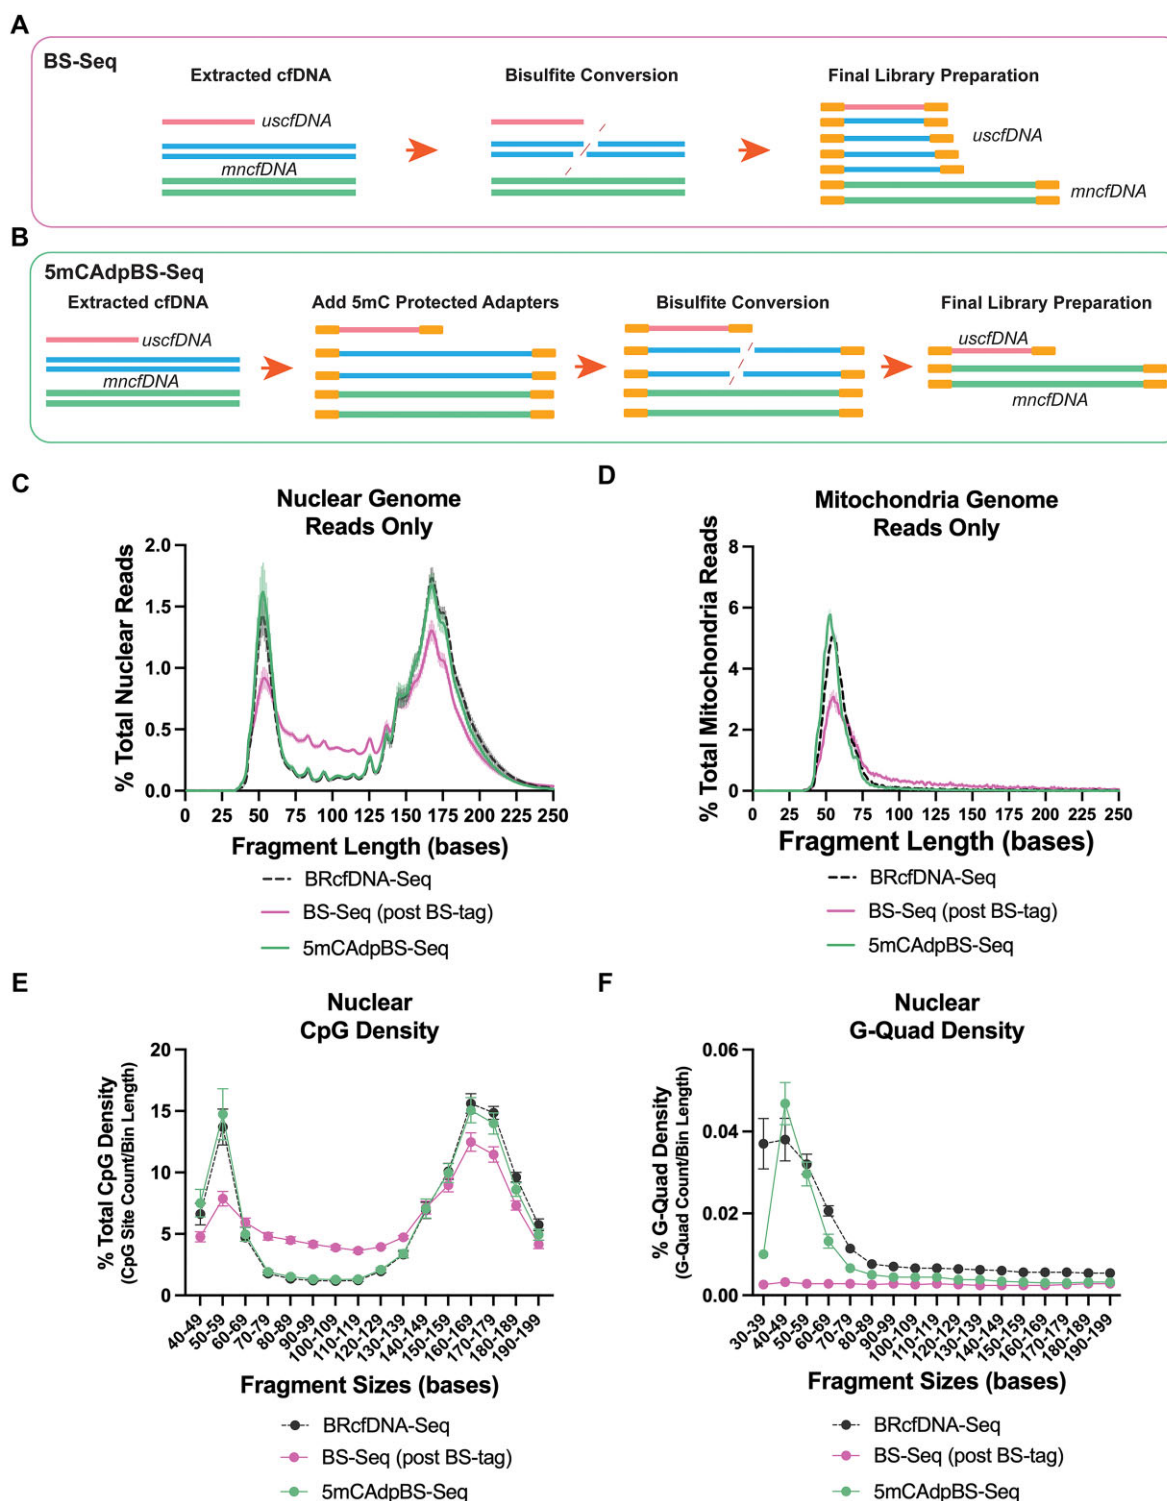 A
BS-Seq
Extracted cfDNA
Bisulfite Conversion
Final Library Preparation
uscfDNA
mncfDNA
uscfDNA
mncfDNA
B
5mCAdpBS-Seq
Extracted cfDNA
Add 5mC Protected Adapters
Bisulfite Conversion
Final Library Preparation
uscfDNA
mncfDNA
uscfDNA
mncfDNA
C
Nuclear Genome
Reads Only
% Total Nuclear Reads
2.0
1.5
1.0
0.5
0.0
0 25 50 75 100 125 150 175 200 225 250
Fragment Length (bases)
BRcfDNA-Seq
BS-Seq (post BS-tag)
5mCAdpBS-Seq
D
Mitochondria Genome
Reads Only
% Total Mitochondria Reads
8
6
4
2
0
0 25 50 75 100 125 150 175 200 225 250
Fragment Length (bases)
BRcfDNA-Seq
BS-Seq (post BS-tag)
5mCAdpBS-Seq
E
Nuclear
CpG Density
% Total CpG Density
(CpG Site Count/Bin Length)
20
15
10
5
0
40-49 50-59 60-69 70-79 80-89 90-99 100-109 110-119 120-129 130-139 140-149 150-159 160-169 170-179 180-189 190-199
Fragment Sizes (bases)
BRcfDNA-Seq
BS-Seq (post BS-tag)
5mCAdpBS-Seq
F
Nuclear
G-Quad Density
% G-Quad Density
(G-Quad Count/Bin Length)
0.06
0.04
0.02
0.00
30-39 40-49 50-59 60-69 70-79 80-89 90-99 100-109 110-119 120-129 130-139 140-149 150-159 160-169 170-179 180-189 190-199
Fragment Sizes (bases)
BRcfDNA-Seq
BS-Seq (post BS-tag)
5mCAdpBS-Seq